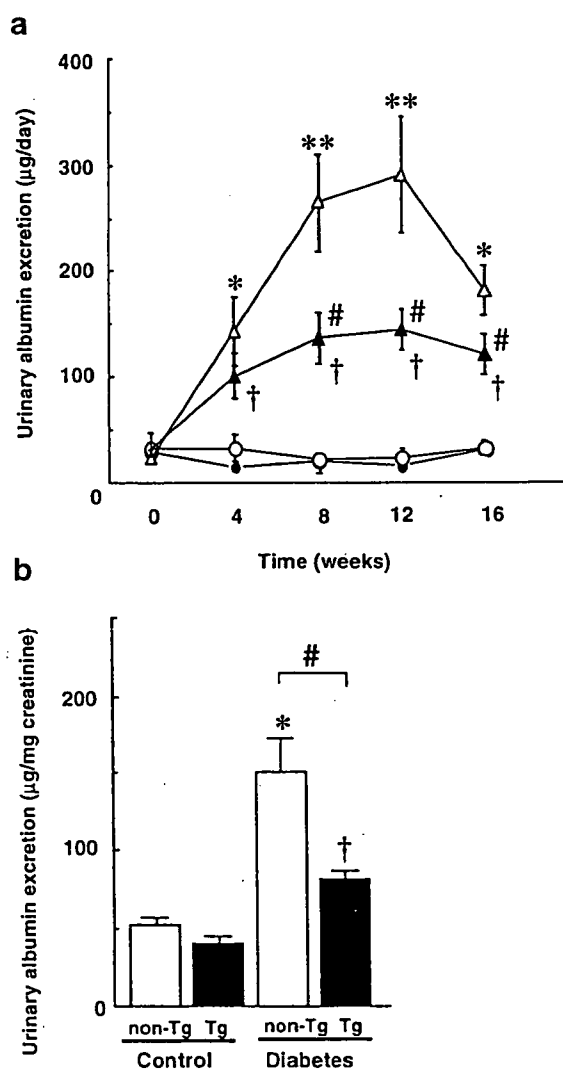 a
Urinary albumin excretion (µg/day)
400
300
200
100
0
**
**
*
*
#
#
#
†
†
†
†
0 4 8 12 16
Time (weeks)
b
Urinary albumin excretion (µg/mg creatinine)
200
100
0
#
*
†
non-Tg Tg non-Tg Tg
Control Diabetes